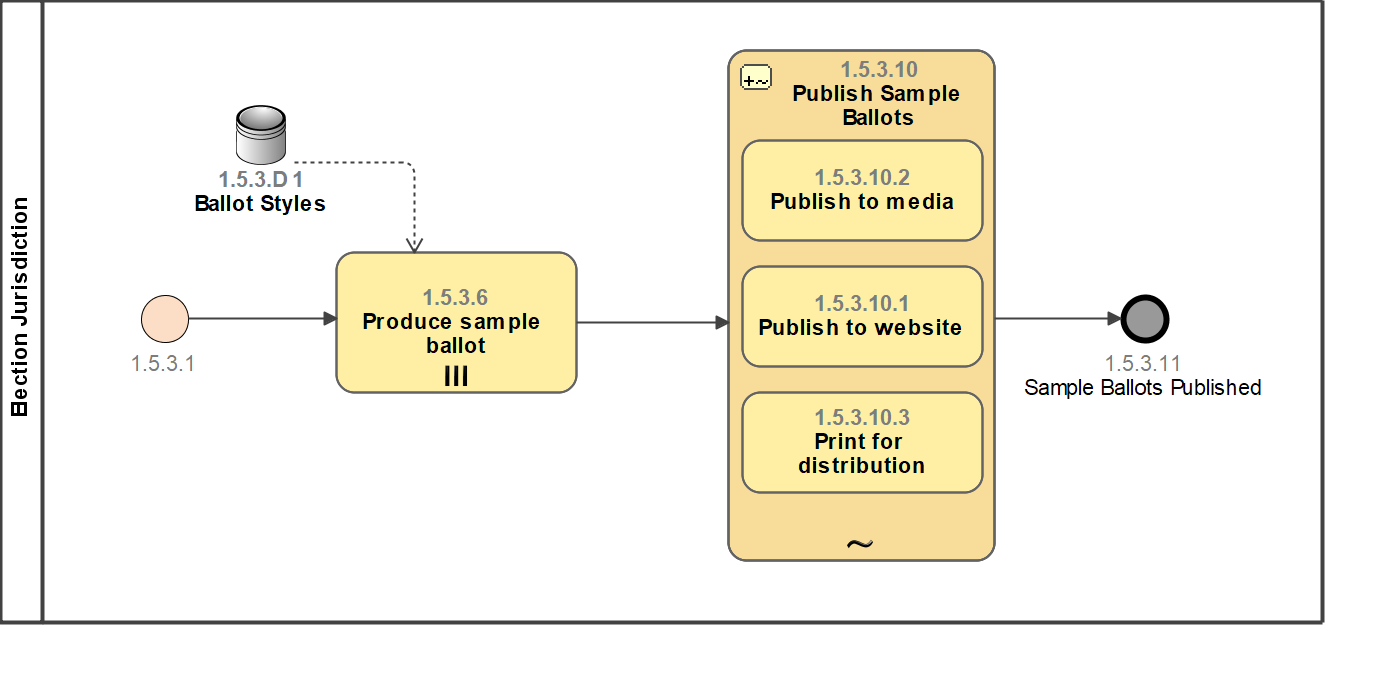 Election Jurisdiction
1.5.3.D1
Ballot Styles
1.5.3.1
1.5.3.6
Produce sample
ballot
1.5.3.10
Publish Sample
Ballots
1.5.3.10.2
Publish to media
1.5.3.10.1
Publish to website
1.5.3.10.3
Print for
distribution
1.5.3.11
Sample Ballots Published